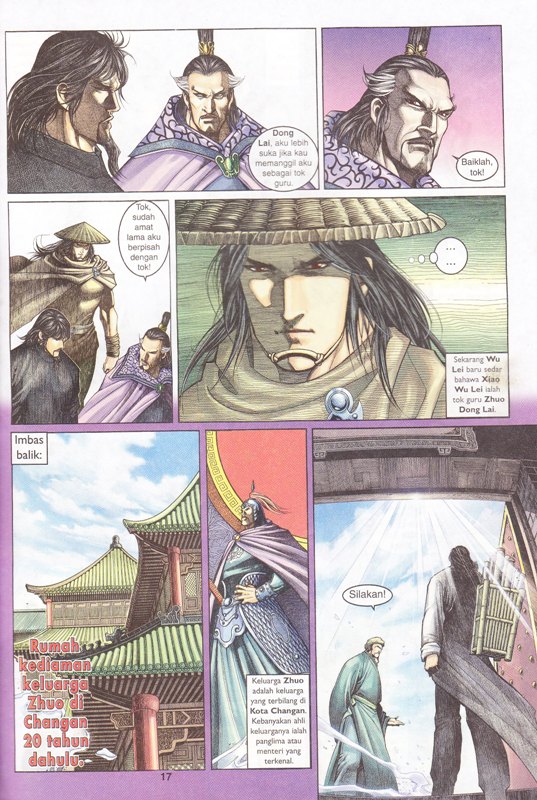 Dong
Lai, aku lebih
suka jika kau
memanggil aku
sebagai tok
guru.
Baiklah,
tok!
Tok,
sudah
amat
lama aku
berpisah
dengan
tok!
...
...
Sekarang Wu
Lei baru sedar
bahawa Xiao
Wu Lei ialah
tok guru Zhuo
Dong Lai.
Imbas
balik:
Rumah
kediaman
keluarga
Zhuo di
Changan
20 tahun
dahulu.
Keluarga Zhuo
adalah keluarga
yang terbilang di
Kota Changan.
Kebanyakan ahli
keluarganya ialah
panglima atau
menteri yang
terkenal.
Silakan!
17